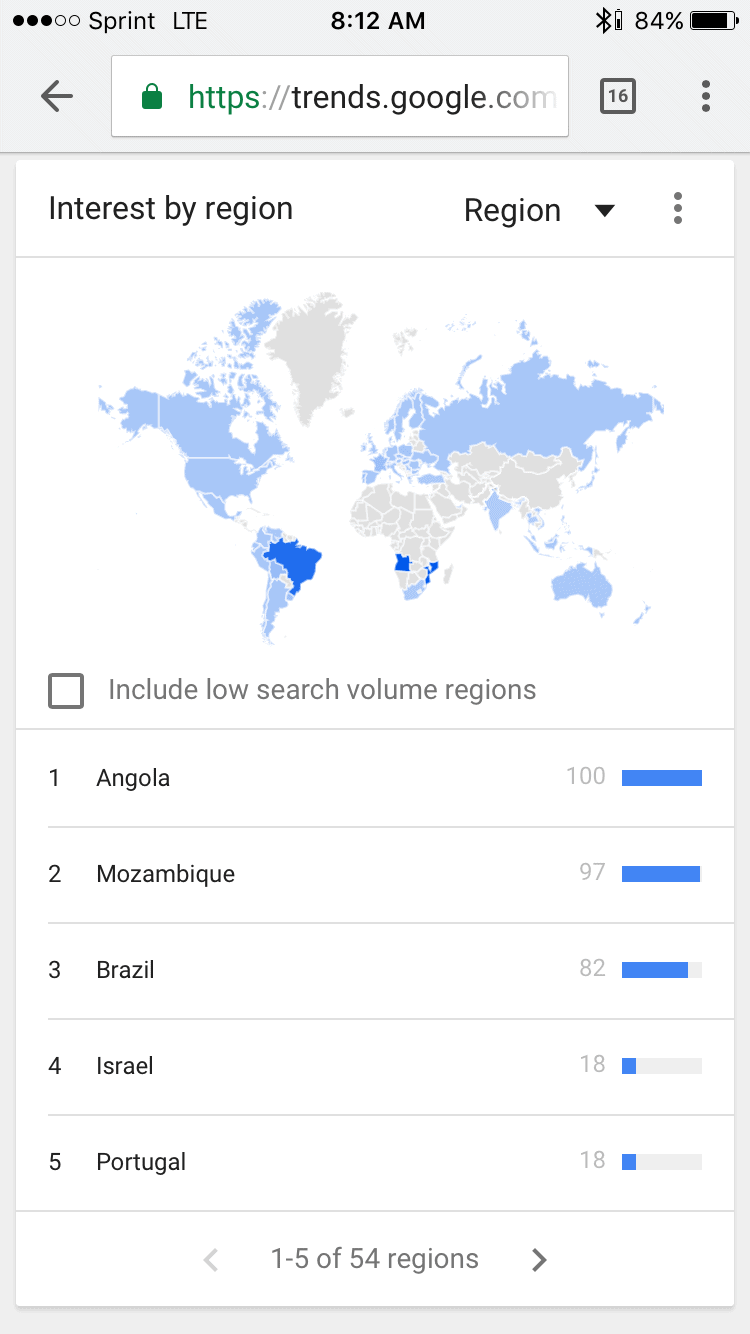 Sprint LTE 8:12 AM 84%
https://trends.google.com 16
Interest by region Region
Include low search volume regions
1 Angola 100
2 Mozambique 97
3 Brazil 82
4 Israel 18
5 Portugal 18
1-5 of 54 regions